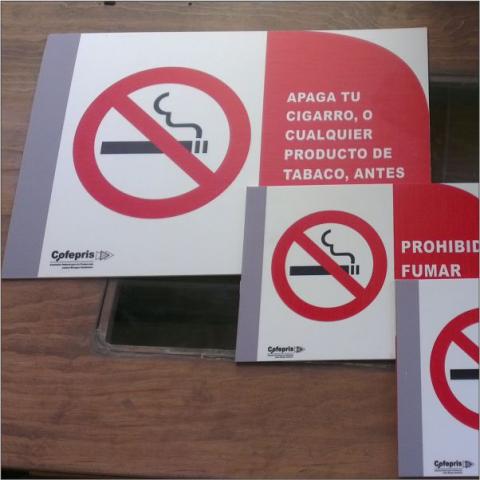 APAGA TU
CIGARRO, O
CUALQUIER
PRODUCTO DE
TABACO, ANTES
Cofepris
PROHIBID
FUMAR
Cofepris
Cofepris